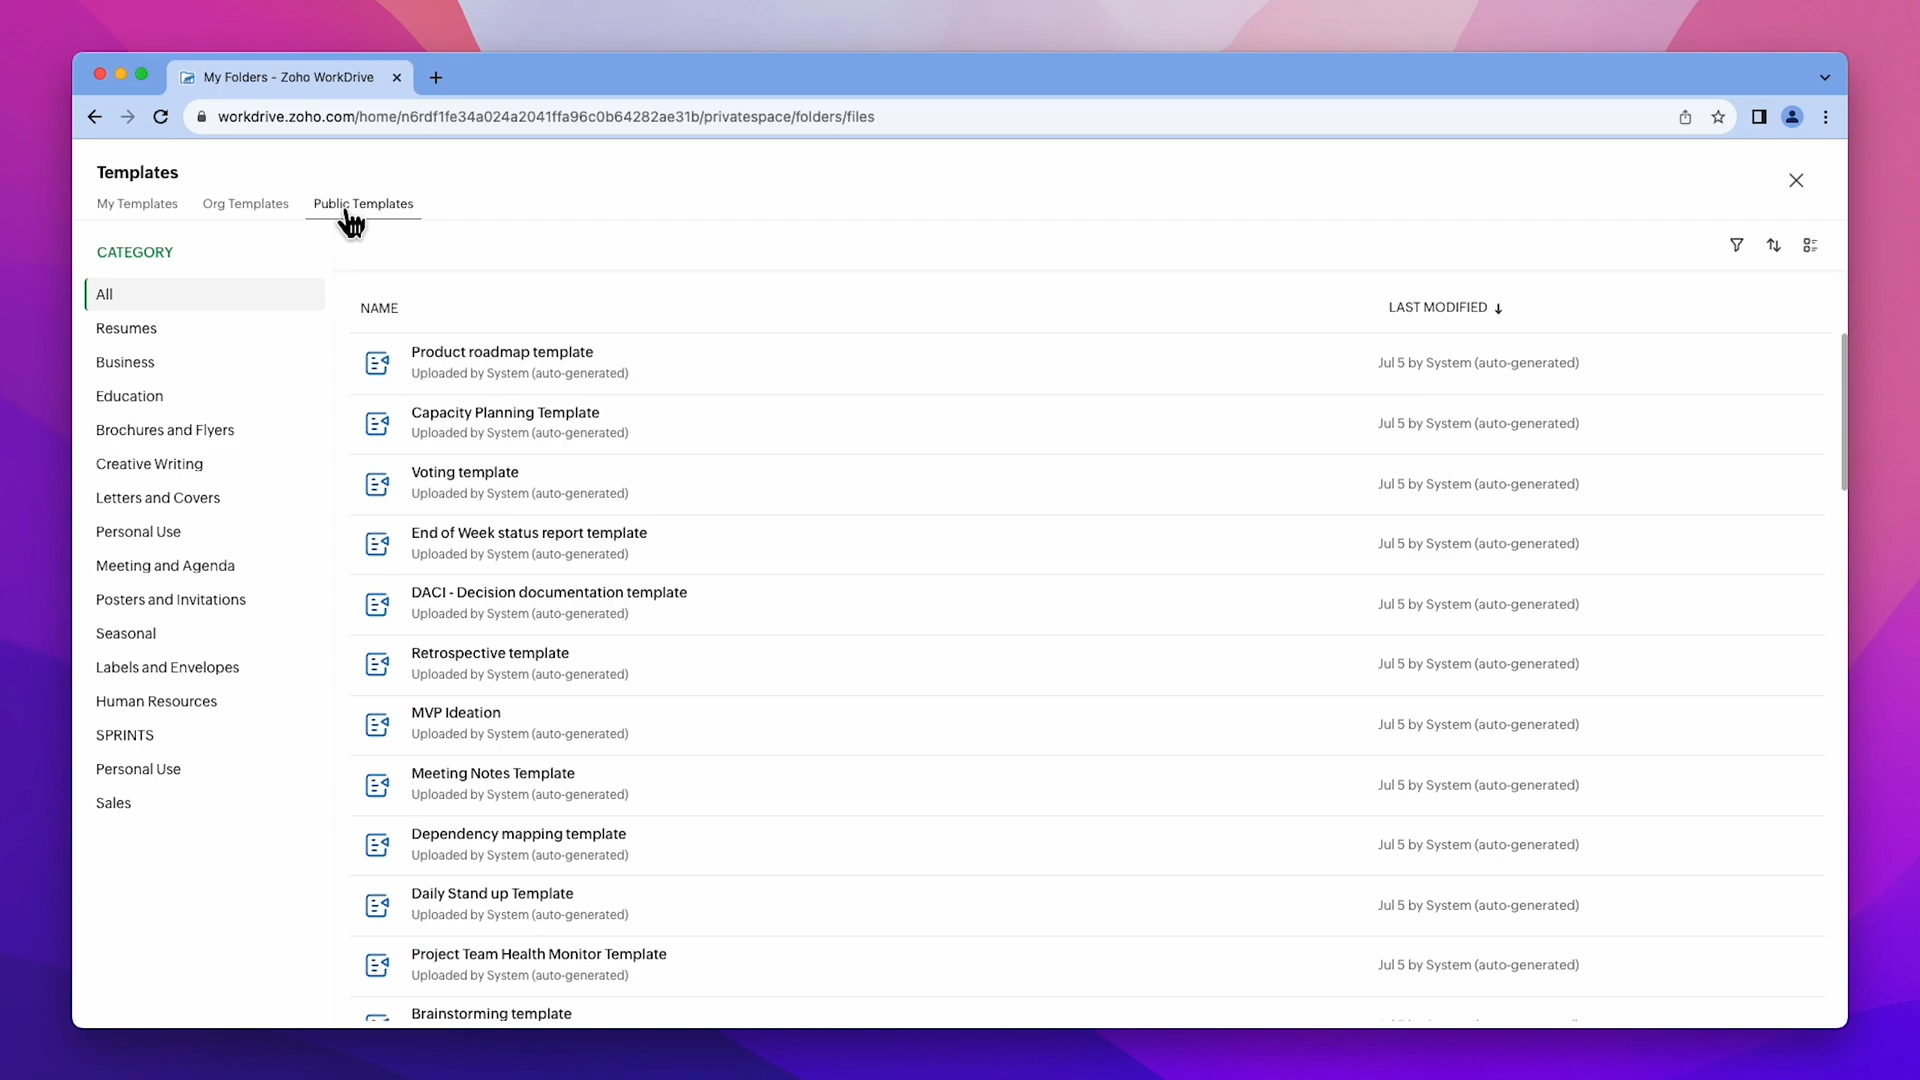 My Folders - Zoho WorkDrive
workdrive.zoho.com/home/n6rdf1fe34a024a2041ffa96c0b64282ae31b/privatespace/folders/files
Templates
My Templates
Org Templates
Public Templates
CATEGORY
All
Resumes
Business
Education
Brochures and Flyers
Creative Writing
Letters and Covers
Personal Use
Meeting and Agenda
Posters and Invitations
Seasonal
Labels and Envelopes
Human Resources
SPRINTS
Personal Use
Sales
NAME
LAST MODIFIED
Product roadmap template
Uploaded by System (auto-generated)
Jul 5 by System (auto-generated)
Capacity Planning Template
Uploaded by System (auto-generated)
Jul 5 by System (auto-generated)
Voting template
Uploaded by System (auto-generated)
Jul 5 by System (auto-generated)
End of Week status report template
Uploaded by System (auto-generated)
Jul 5 by System (auto-generated)
DACI - Decision documentation template
Uploaded by System (auto-generated)
Jul 5 by System (auto-generated)
Retrospective template
Uploaded by System (auto-generated)
Jul 5 by System (auto-generated)
MVP Ideation
Uploaded by System (auto-generated)
Jul 5 by System (auto-generated)
Meeting Notes Template
Uploaded by System (auto-generated)
Jul 5 by System (auto-generated)
Dependency mapping template
Uploaded by System (auto-generated)
Jul 5 by System (auto-generated)
Daily Stand up Template
Uploaded by System (auto-generated)
Jul 5 by System (auto-generated)
Project Team Health Monitor Template
Uploaded by System (auto-generated)
Jul 5 by System (auto-generated)
Brainstorming template